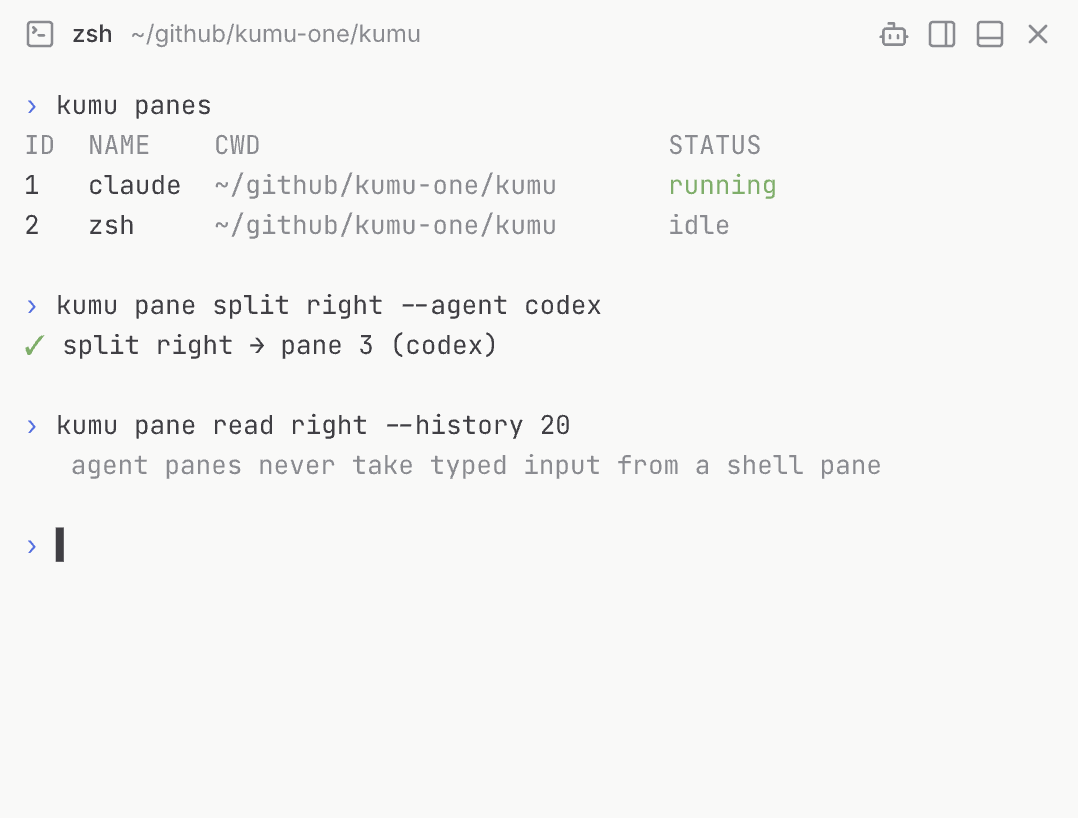 zsh ~/github/kumu-one/kumu
› kumu panes
ID NAME CWD STATUS
1 claude ~/github/kumu-one/kumu running
2 zsh ~/github/kumu-one/kumu idle
› kumu pane split right --agent codex
✓ split right → pane 3 (codex)
› kumu pane read right --history 20
agent panes never take typed input from a shell pane
›